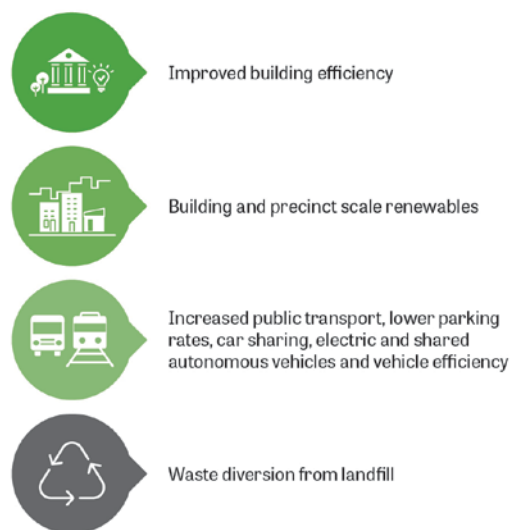 Improved building efficiency
Building and precinct scale renewables
Increased public transport, lower parking
rates, car sharing, electric and shared
autonomous vehicles and vehicle efficiency
Waste diversion from landfill